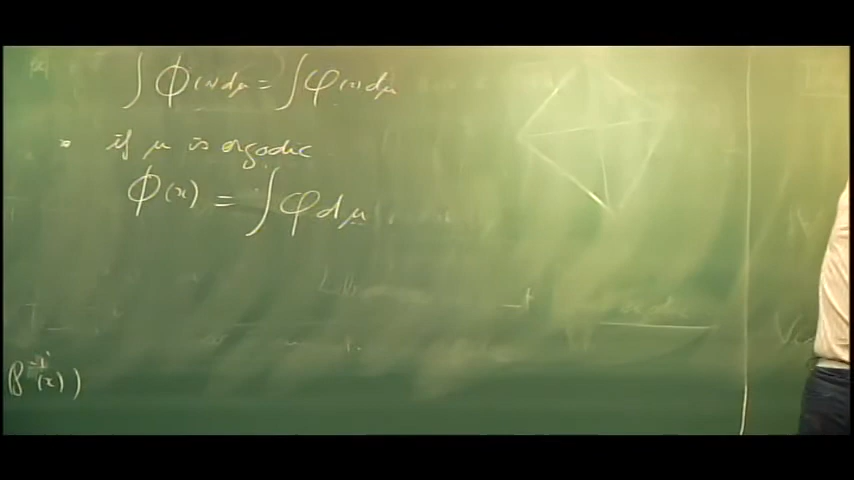 ∫ Φ(x) dμ = ∫ φ(x) dμ
• if μ is ergodic
Φ(x) = ∫ φ dμ
(x))